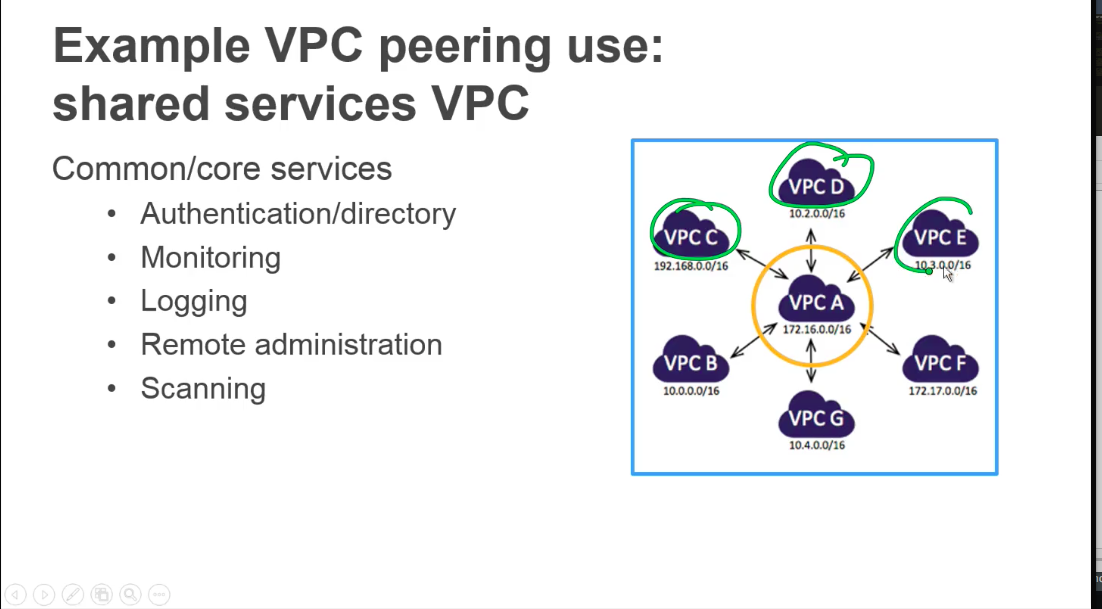 Example VPC peering use:
shared services VPC
Common/core services
• Authentication/directory
• Monitoring
• Logging
• Remote administration
• Scanning
VPC D
10.2.0.0/16
VPC C
192.168.0.0/16
VPC E
10.3.0.0/16
VPC A
172.16.0.0/16
VPC B
10.0.0.0/16
VPC F
172.17.0.0/16
VPC G
10.4.0.0/16